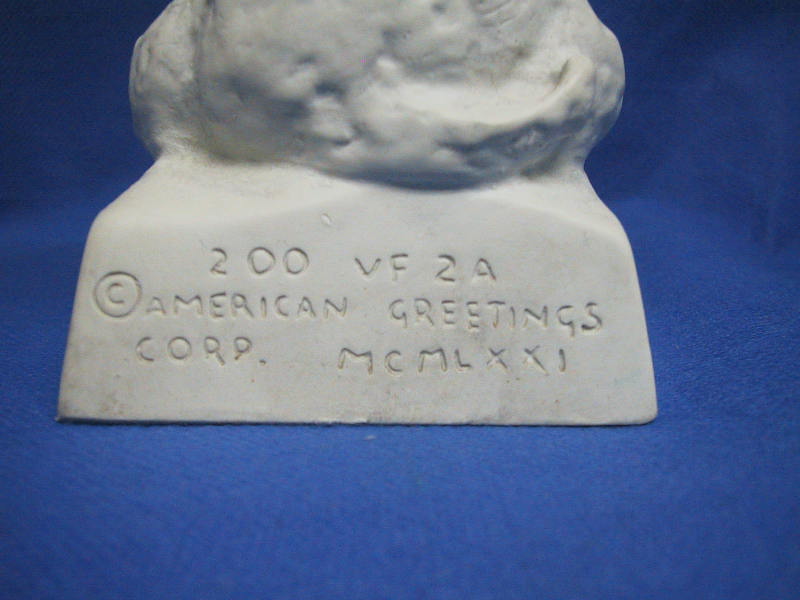 200 VF 2A
©AMERICAN GREETINGS
CORP. MCMLXXI